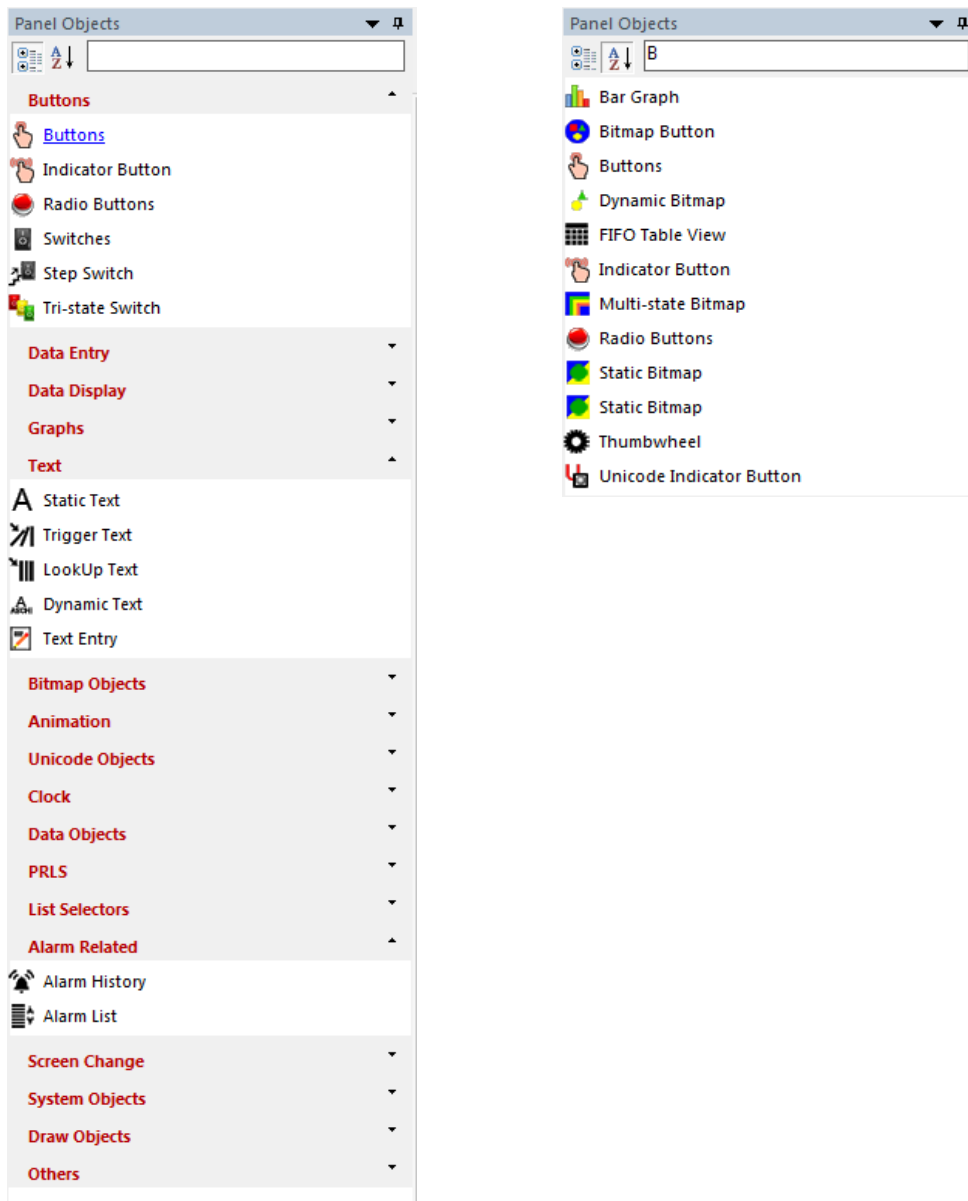 Panel Objects
Buttons
Buttons
Indicator Button
Radio Buttons
Switches
Step Switch
Tri-state Switch
Data Entry
Data Display
Graphs
Text
Static Text
Trigger Text
LookUp Text
Dynamic Text
Text Entry
Bitmap Objects
Animation
Unicode Objects
Clock
Data Objects
PRLS
List Selectors
Alarm Related
Alarm History
Alarm List
Screen Change
System Objects
Draw Objects
Others
Panel Objects
B
Bar Graph
Bitmap Button
Buttons
Dynamic Bitmap
FIFO Table View
Indicator Button
Multi-state Bitmap
Radio Buttons
Static Bitmap
Static Bitmap
Thumbwheel
Unicode Indicator Button